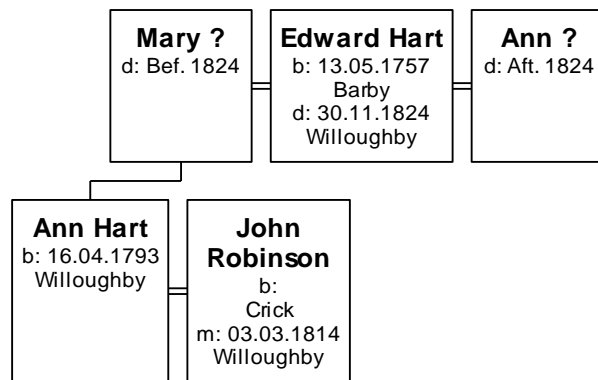 Mary ?
d: Bef. 1824
Edward Hart
b: 13.05.1757
Barby
d: 30.11.1824
Willoughby
Ann ?
d: Aft. 1824
Ann Hart
b: 16.04.1793
Willoughby
John
Robinson
b:
Crick
m: 03.03.1814
Willoughby